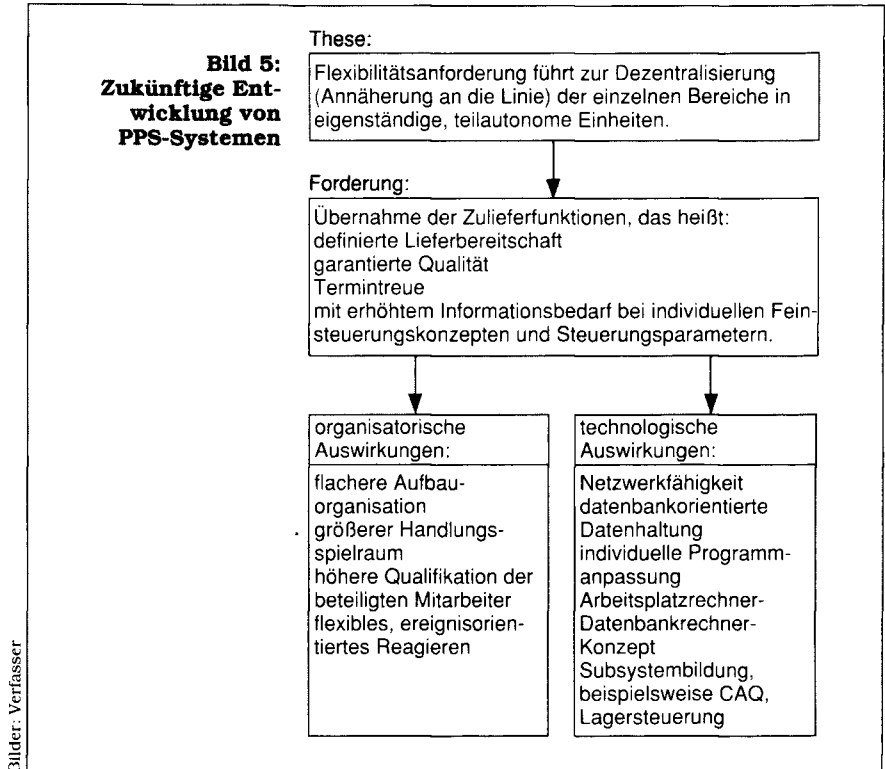 Bild 5:
Zukünftige Ent-
wicklung von
PPS-Systemen
These:
Flexibilitätsanforderung führt zur Dezentralisierung
(Annäherung an die Linie) der einzelnen Bereiche in
eigenständige, teilautonome Einheiten.
Forderung:
Übernahme der Zulieferfunktionen, das heißt:
definierte Lieferbereitschaft
garantierte Qualität
Termintreue
mit erhöhtem Informationsbedarf bei individuellen Fein-
steuerungskonzepten und Steuerungsparametern.
organisatorische
Auswirkungen:
flachere Aufbau-
organisation
größerer Handlungs-
spielraum
höhere Qualifikation der
beteiligten Mitarbeiter
flexibles, ereignisorien-
tiertes Reagieren
technologische
Auswirkungen:
Netzwerkfähigkeit
datenbankorientierte
Datenhaltung
individuelle Programm-
anpassung
Arbeitsplatzrechner-
Datenbankrechner-
Konzept
Subsystembildung,
beispielsweise CAQ,
Lagersteuerung
Bilder: Verfasser